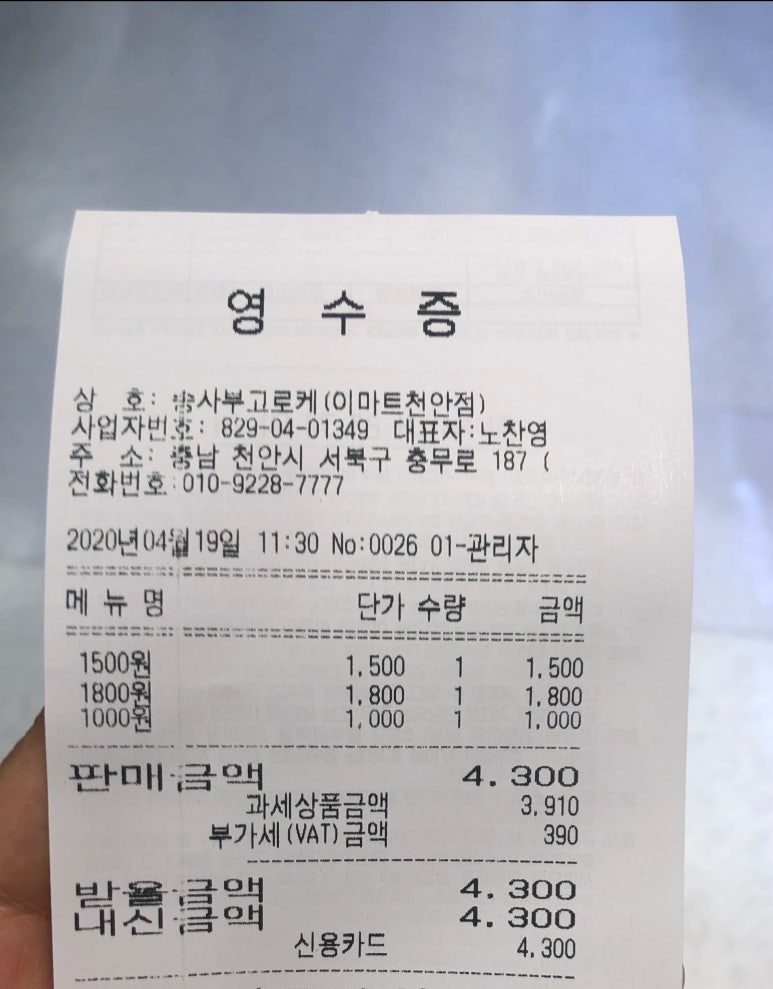 영 수 증
상 호: 송사부고로케(이마트천안점)
사업자번호: 829-04-01349 대표자:노찬영
주 소: 충남 천안시 서북구 충무로 187 (
전화번호:010-9228-7777
2020년04월19일 11:30 No:0026 01-관리자
메 뉴 명 단가 수량 금액
1500원 1,500 1 1,500
1800원 1,800 1 1,800
1000원 1,000 1 1,000
판매 금액 4.300
과세상품금액 3,910
부가세(VAT)금액 390
받을 금액 4.300
내신 금액 4.300
신용카드 4,300